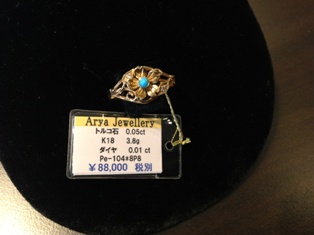 Arya Jewellery
トルコ石 0.05ct
K18 3.8g
ダイヤ 0.01 ct
Pe-104#8P8
¥88,000 税別